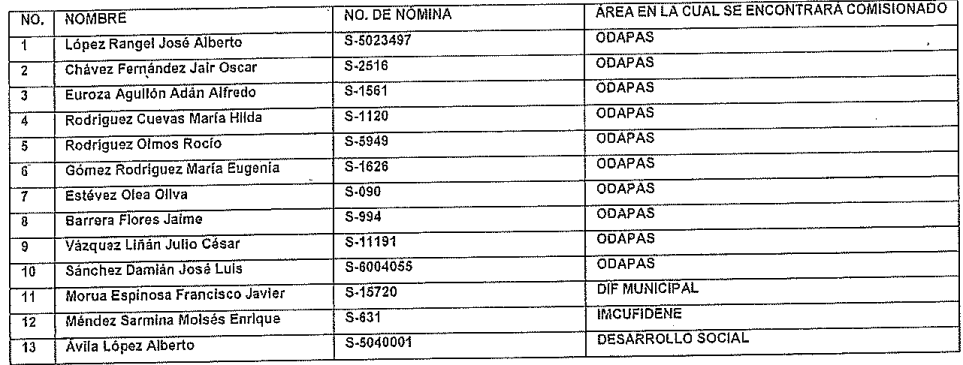 NO. NOMBRE NO. DE NÓMINA ÁREA EN LA CUAL SE ENCONTRARÁ COMISIONADO
1 López Rangel José Alberto S-5023497 ODAPAS
2 Chávez Fernández Jair Oscar S-2516 ODAPAS
3 Euroza Agullón Adán Alfredo S-1561 ODAPAS
4 Rodríguez Cuevas María Hilda S-1120 ODAPAS
5 Rodríguez Olmos Rocío S-5949 ODAPAS
6 Gómez Rodríguez María Eugenia S-1626 ODAPAS
7 Estévez Olea Oliva S-090 ODAPAS
8 Barrera Flores Jaime S-994 ODAPAS
9 Vázquez Liñán Julio César S-11191 ODAPAS
10 Sánchez Damián José Luis S-6004055 ODAPAS
11 Morua Espinosa Francisco Javier S-15720 DIF MUNICIPAL
12 Méndez Sarmina Moisés Enrique S-631 IMCUFIDENE
13 Ávila López Alberto S-5040001 DESARROLLO SOCIAL